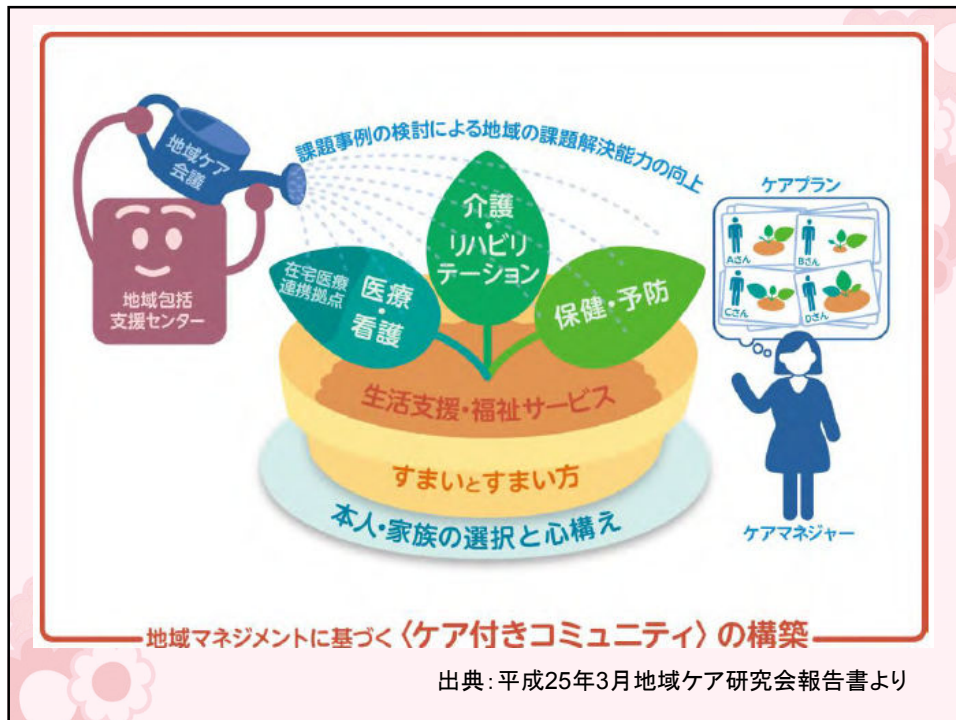 地域ケア
会議
課題事例の検討による地域の課題解決能力の向上
地域包括
支援センター
在宅医療
連携拠点
医療
・
看護
介護
・
リハビリ
テーション
保健・予防
生活支援・福祉サービス
すまいとすまい方
本人・家族の選択と心構え
ケアプラン
Aさん
Bさん
Cさん
Dさん
ケアマネジャー
地域マネジメントに基づく〈ケア付きコミュニティ〉の構築
出典：平成25年3月地域ケア研究会報告書より